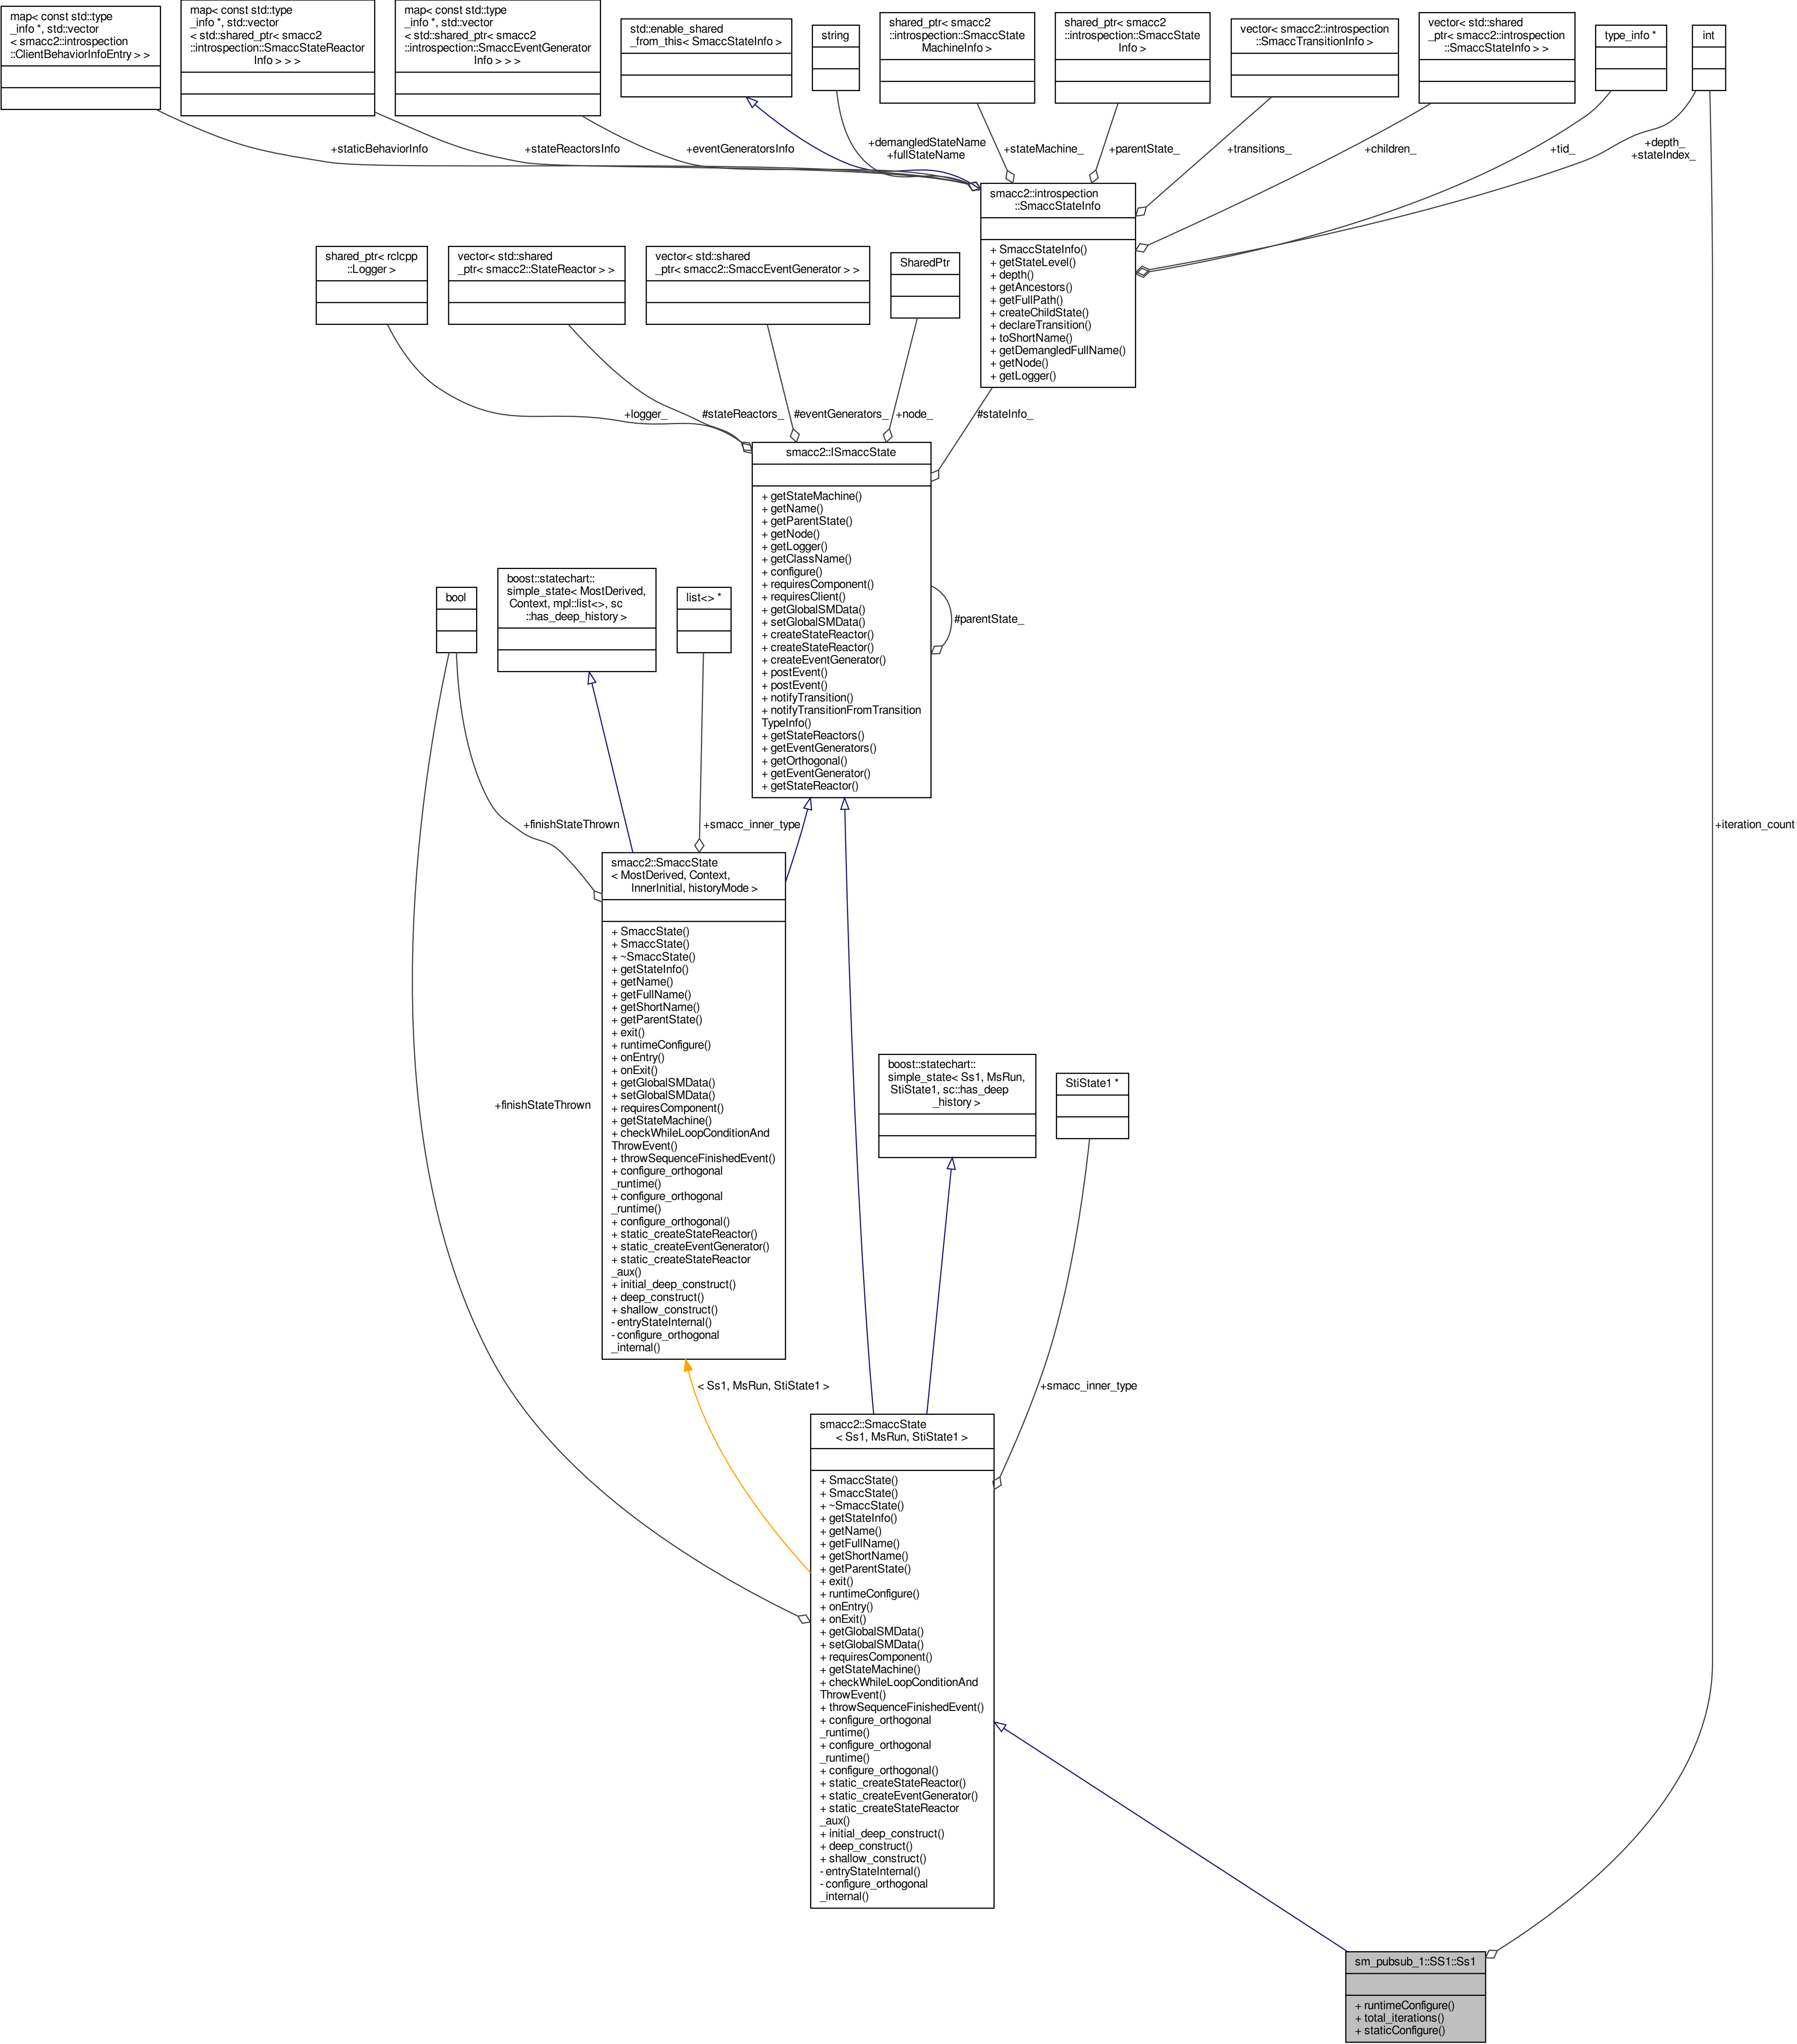 map< const std::type
_info *, std::vector
< smacc2::introspection
::ClientBehaviorInfoEntry > >
map< const std::type
_info *, std::vector
< std::shared_ptr< smacc2
::introspection::SmaccStateReactor
Info > > >
map< const std::type
_info *, std::vector
< std::shared_ptr< smacc2
::introspection::SmaccEventGenerator
Info > > >
std::enable_shared
_from_this< SmaccStateInfo >
string
shared_ptr< smacc2
::introspection::SmaccState
MachineInfo >
shared_ptr< smacc2
::introspection::SmaccState
Info >
vector< smacc2::introspection
::SmaccTransitionInfo >
vector< std::shared
_ptr< smacc2::introspection
::SmaccStateInfo > >
type_info *
int
+staticBehaviorInfo
+stateReactorsInfo
+eventGeneratorsInfo
+demangledStateName
+fullStateName
+stateMachine_
+parentState_
+transitions_
+children_
+tid_
+depth_
+stateIndex_
smacc2::introspection
::SmaccStateInfo
+ SmaccStateInfo()
+ getStateLevel()
+ depth()
+ getAncestors()
+ getFullPath()
+ createChildState()
+ declareTransition()
+ toShortName()
+ getDemangledFullName()
+ getNode()
+ getLogger()
shared_ptr< rclcpp
::Logger >
vector< std::shared
_ptr< smacc2::StateReactor > >
vector< std::shared
_ptr< smacc2::SmaccEventGenerator > >
SharedPtr
+logger_
#stateReactors_
#eventGenerators_
+node_
#stateInfo_
smacc2::ISmaccState
+ getStateMachine()
+ getName()
+ getParentState()
+ getNode()
+ getLogger()
+ getClassName()
+ configure()
+ requiresComponent()
+ requiresClient()
+ getGlobalSMData()
+ setGlobalSMData()
+ createStateReactor()
+ createStateReactor()
+ createEventGenerator()
+ postEvent()
+ postEvent()
+ notifyTransition()
+ notifyTransitionFromTransition
TypeInfo()
+ getStateReactors()
+ getEventGenerators()
+ getOrthogonal()
+ getEventGenerator()
+ getStateReactor()
#parentState_
bool
boost::statechart::
simple_state< MostDerived,
Context, mpl::list<>, sc
::has_deep_history >
list<> *
+finishStateThrown
+smacc_inner_type
+iteration_count
smacc2::SmaccState
< MostDerived, Context,
InnerInitial, historyMode >
+ SmaccState()
+ SmaccState()
+ ~SmaccState()
+ getStateInfo()
+ getName()
+ getFullName()
+ getShortName()
+ getParentState()
+ exit()
+ runtimeConfigure()
+ onEntry()
+ onExit()
+ getGlobalSMData()
+ setGlobalSMData()
+ requiresComponent()
+ getStateMachine()
+ checkWhileLoopConditionAnd
ThrowEvent()
+ throwSequenceFinishedEvent()
+ configure_orthogonal
_runtime()
+ configure_orthogonal
_runtime()
+ configure_orthogonal()
+ static_createStateReactor()
+ static_createEventGenerator()
+ static_createStateReactor
_aux()
+ initial_deep_construct()
+ deep_construct()
+ shallow_construct()
- entryStateInternal()
- configure_orthogonal
_internal()
+finishStateThrown
boost::statechart::
simple_state< Ss1, MsRun,
StiState1, sc::has_deep
_history >
StiState1 *
< Ss1, MsRun, StiState1 >
+smacc_inner_type
smacc2::SmaccState
< Ss1, MsRun, StiState1 >
+ SmaccState()
+ SmaccState()
+ ~SmaccState()
+ getStateInfo()
+ getName()
+ getFullName()
+ getShortName()
+ getParentState()
+ exit()
+ runtimeConfigure()
+ onEntry()
+ onExit()
+ getGlobalSMData()
+ setGlobalSMData()
+ requiresComponent()
+ getStateMachine()
+ checkWhileLoopConditionAnd
ThrowEvent()
+ throwSequenceFinishedEvent()
+ configure_orthogonal
_runtime()
+ configure_orthogonal
_runtime()
+ configure_orthogonal()
+ static_createStateReactor()
+ static_createEventGenerator()
+ static_createStateReactor
_aux()
+ initial_deep_construct()
+ deep_construct()
+ shallow_construct()
- entryStateInternal()
- configure_orthogonal
_internal()
sm_pubsub_1::SS1::Ss1
+ runtimeConfigure()
+ total_iterations()
+ staticConfigure()